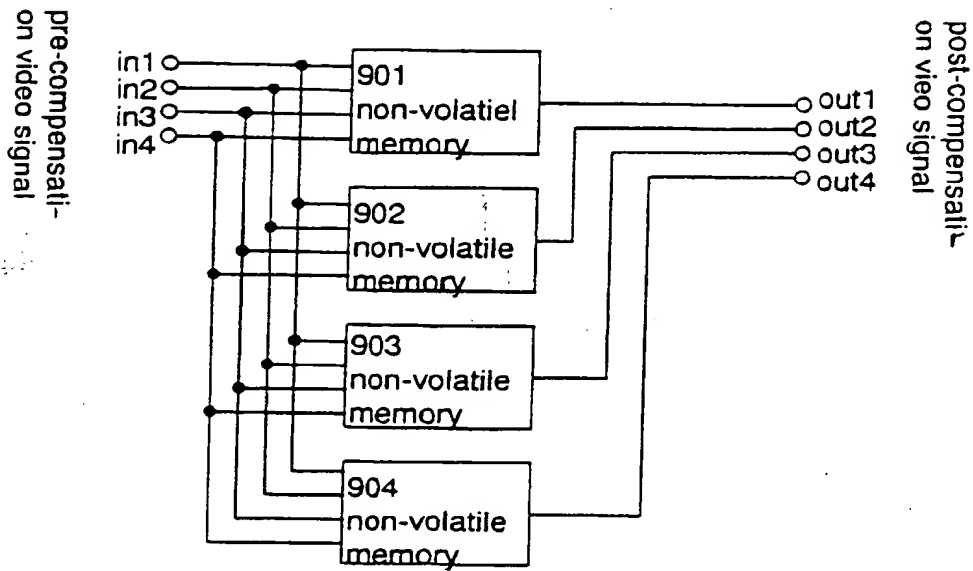 pre-compensati-
on video signal
in1
in2
in3
in4
901
non-volatiel
memory
902
non-volatile
memory
903
non-volatile
memory
904
non-volatile
memory
out1
out2
out3
out4
post-compensati-
on vieo signal